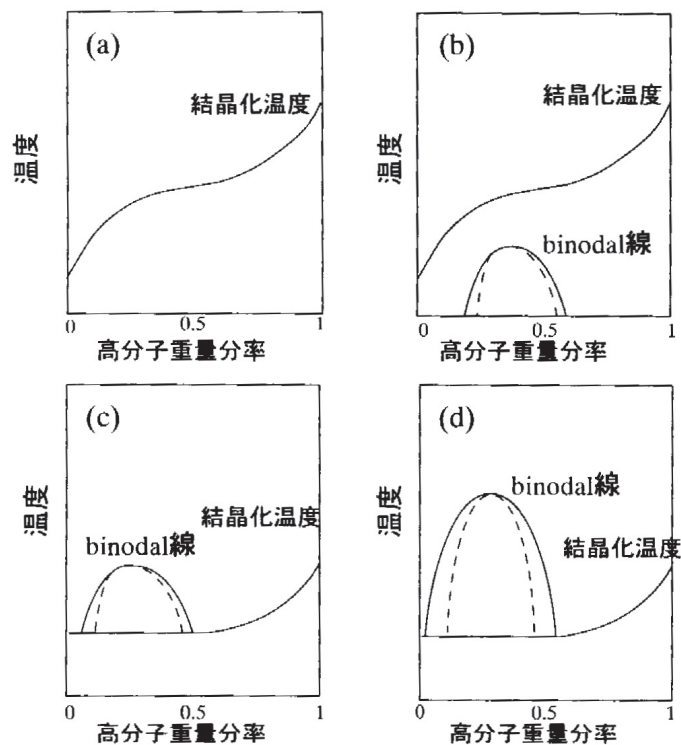 (a)
結晶化温度
温度
0
0.5
1
高分子重量分率
(b)
結晶化温度
温度
binodal線
0
0.5
1
高分子重量分率
(c)
結晶化温度
温度
binodal線
0
0.5
1
高分子重量分率
(d)
binodal線
温度
結晶化温度
0
0.5
1
高分子重量分率